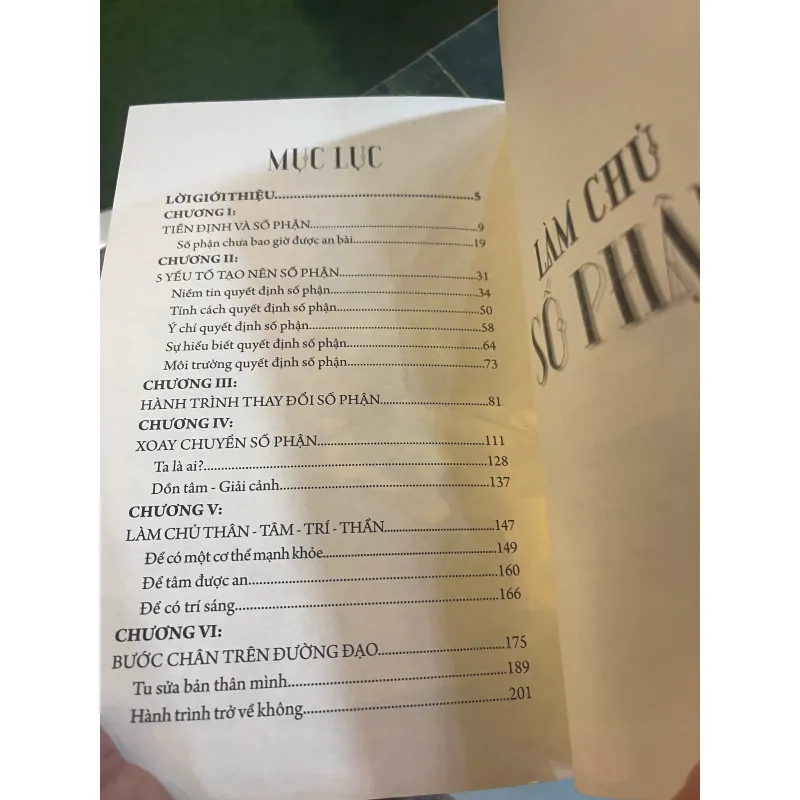 MỤC LỤC
LỜI GIỚI THIỆU..........5
CHƯƠNG I:
TIỀN ĐỊNH VÀ SỐ PHẬN..........9
Số phận chưa bao giờ được an bài..........19
CHƯƠNG II:
5 YẾU TỐ TẠO NÊN SỐ PHẬN..........31
Niềm tin quyết định số phận..........34
Tính cách quyết định số phận..........50
Ý chí quyết định số phận..........58
Sự hiểu biết quyết định số phận..........64
Môi trường quyết định số phận..........73
CHƯƠNG III:
HÀNH TRÌNH THAY ĐỔI SỐ PHẬN..........81
CHƯƠNG IV:
XOAY CHUYỂN SỐ PHẬN..........111
Ta là ai?..........128
Dồn tâm - Giải cảnh..........137
CHƯƠNG V:
LÀM CHỦ THÂN - TÂM - TRÍ - THẦN..........147
Để có một cơ thể mạnh khỏe..........149
Để tâm được an..........160
Để có trí sáng..........166
CHƯƠNG VI:
BƯỚC CHÂN TRÊN ĐƯỜNG ĐẠO..........175
Tu sửa bản thân mình..........189
Hành trình trở về không..........201
LÀM CHỦ
SỐ PHẬN